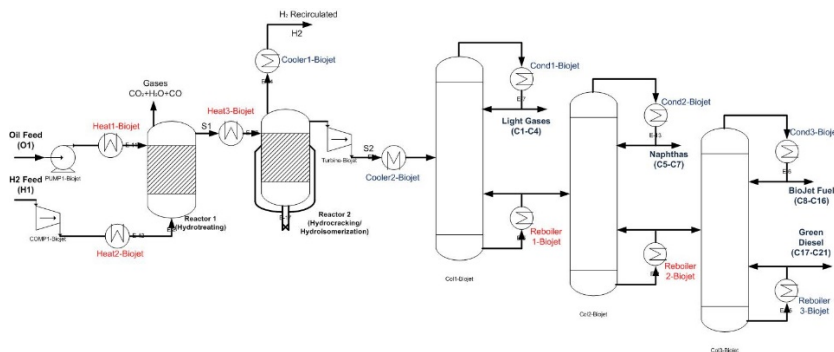 H₂ Recirculated
H2
Cooler1-Biojet
Gases
CO₂+H₂O+CO
Heat1-Biojet
Heat3-Biojet
S1
Oil Feed
(O1)
PUMP1-Biojet
H2 Feed
(H1)
COMP1-Biojet
Heat2-Biojet
Reactor 1
(Hydrotreating)
Reactor 2
(Hydrocracking/
Hydroisomerization)
Turbine-Biojet
S2
Cooler2-Biojet
Cond1-Biojet
Light Gases
(C1-C4)
Reboiler
1-Biojet
Col1-Biojet
Cond2-Biojet
Naphthas
(C5-C7)
Reboiler
2-Biojet
Col2-Biojet
Cond3-Biojet
BioJet Fuel
(C8-C16)
Green
Diesel
(C17-C21)
Reboiler
3-Biojet
Col3-Biojet